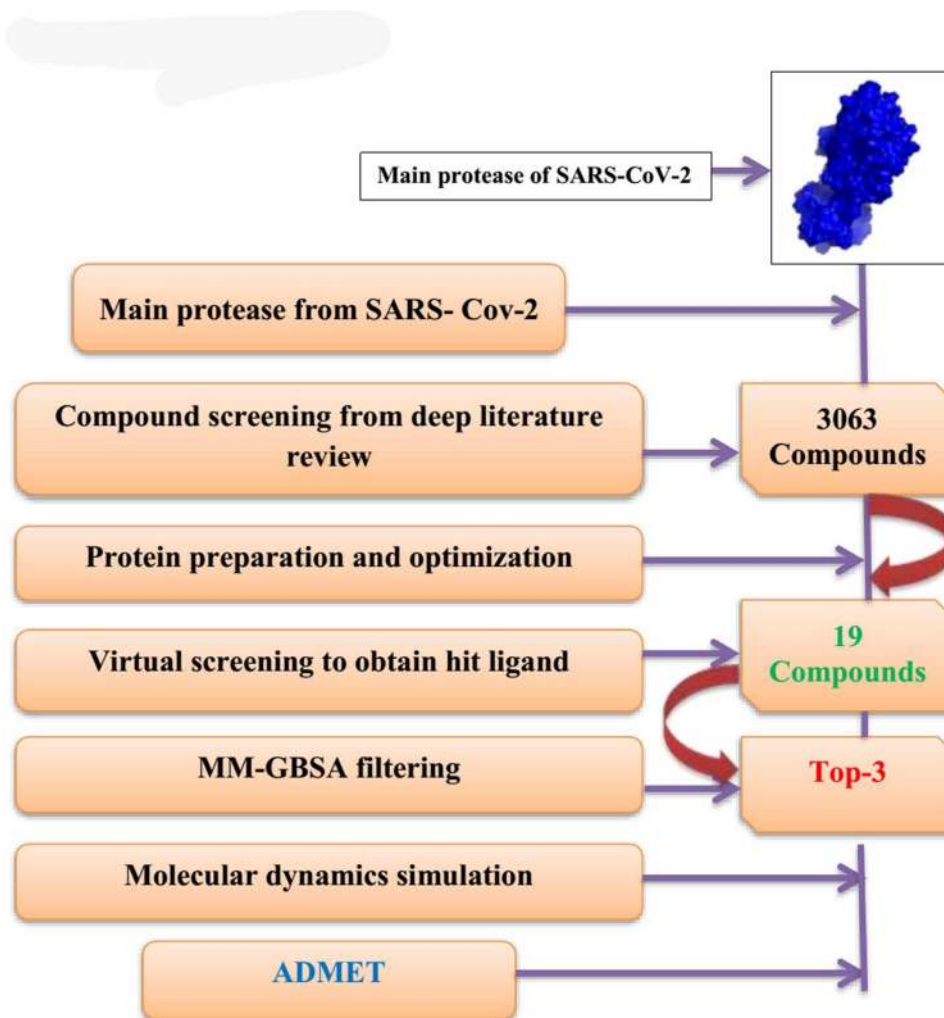 Main protease of SARS-CoV-2
Main protease from SARS- Cov-2
Compound screening from deep literature
review
3063
Compounds
Protein preparation and optimization
Virtual screening to obtain hit ligand
19
Compounds
MM-GBSA filtering
Top-3
Molecular dynamics simulation
ADMET